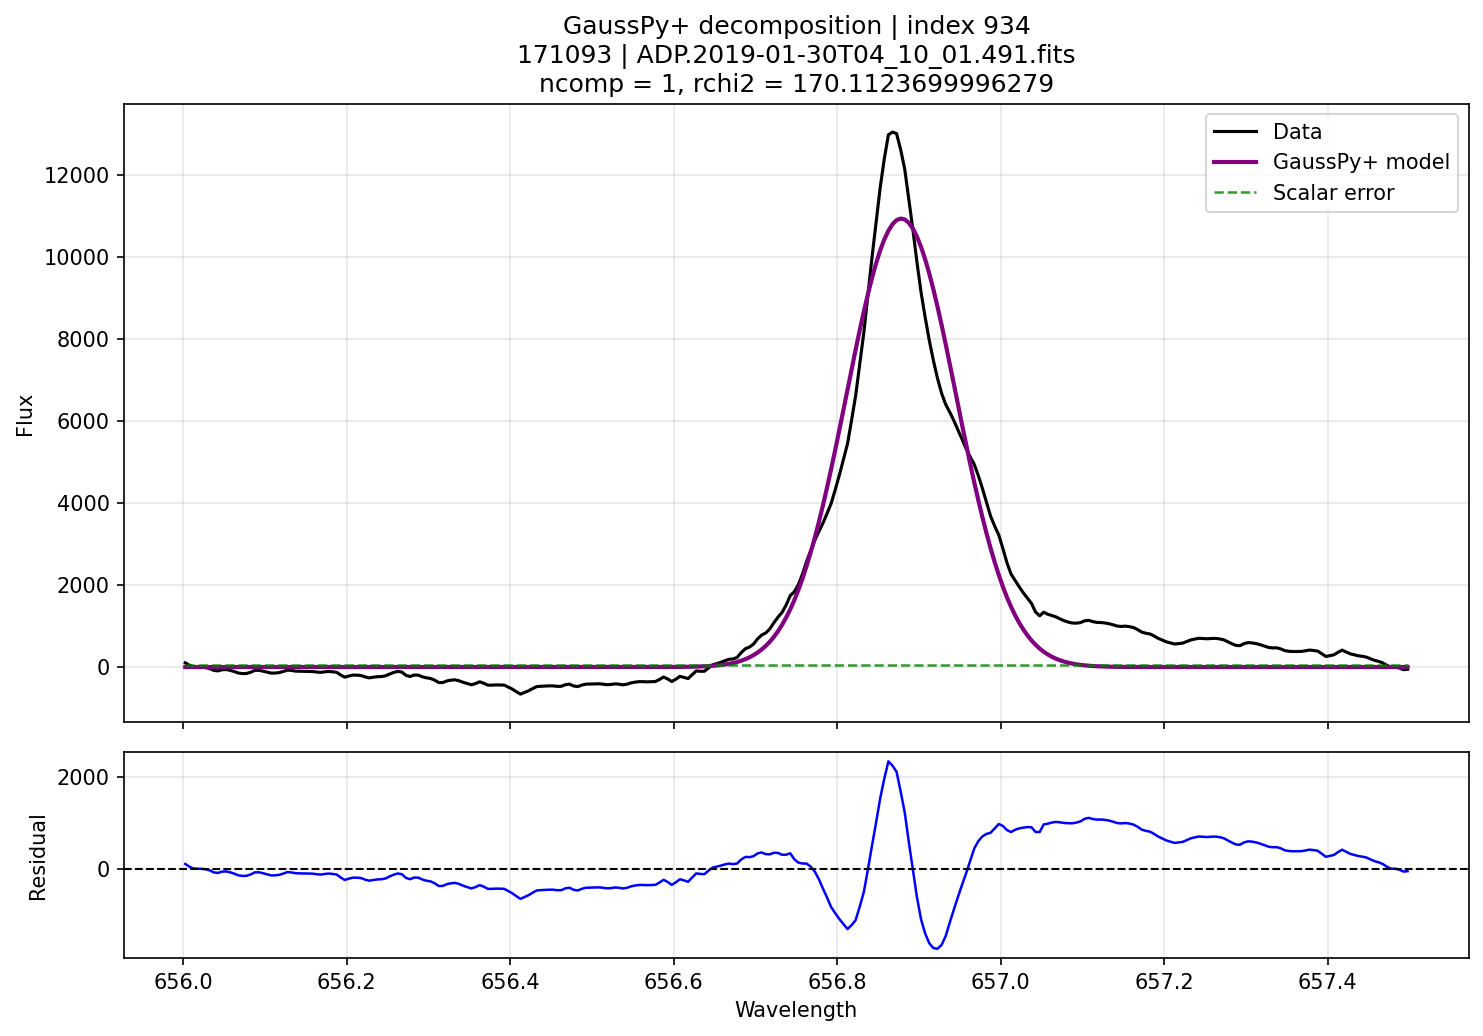 GaussPy+ decomposition | index 934
171093 | ADP.2019-01-30T04_10_01.491.fits
ncomp = 1, rchi2 = 170.1123699996279
Data
GaussPy+ model
Scalar error
12000
10000
8000
6000
4000
2000
0
Flux
2000
0
Residual
656.0 656.2 656.4 656.6 656.8 657.0 657.2 657.4
Wavelength